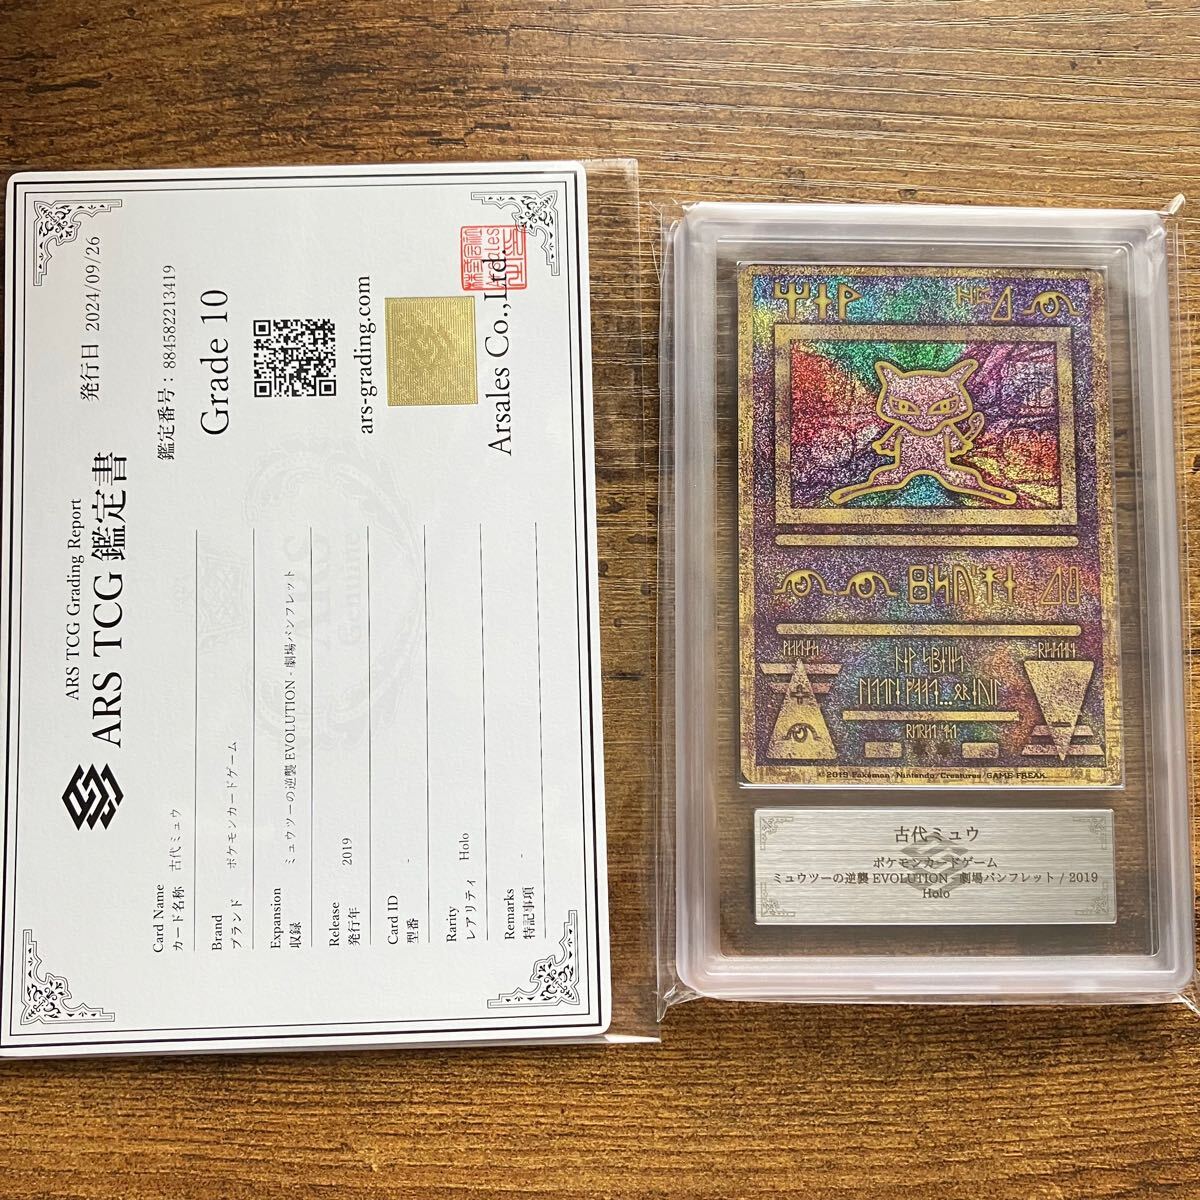 ARS TCG Grading Report
ARS TCG 鑑定書
発行日 2024/09/26
鑑定番号：884582213419
Grade 10
ars-grading.com
Arsales Co.,Ltd.
Card Name
カード名称 古代ミュウ
Brand
ブランド ポケモンカードゲーム
Expansion
収録 ミュウツーの逆襲 EVOLUTION - 劇場パンフレット
Release
発行年 2019
Card ID
型番 -
Rarity
レアリティ Holo
Remarks
特記事項 -
ARS
Genuine
©2019 Pokémon/Nintendo/Creatures/GAME FREAK.
古代ミュウ
ポケモンカードゲーム
ミュウツーの逆襲 EVOLUTION - 劇場パンフレット / 2019
Holo